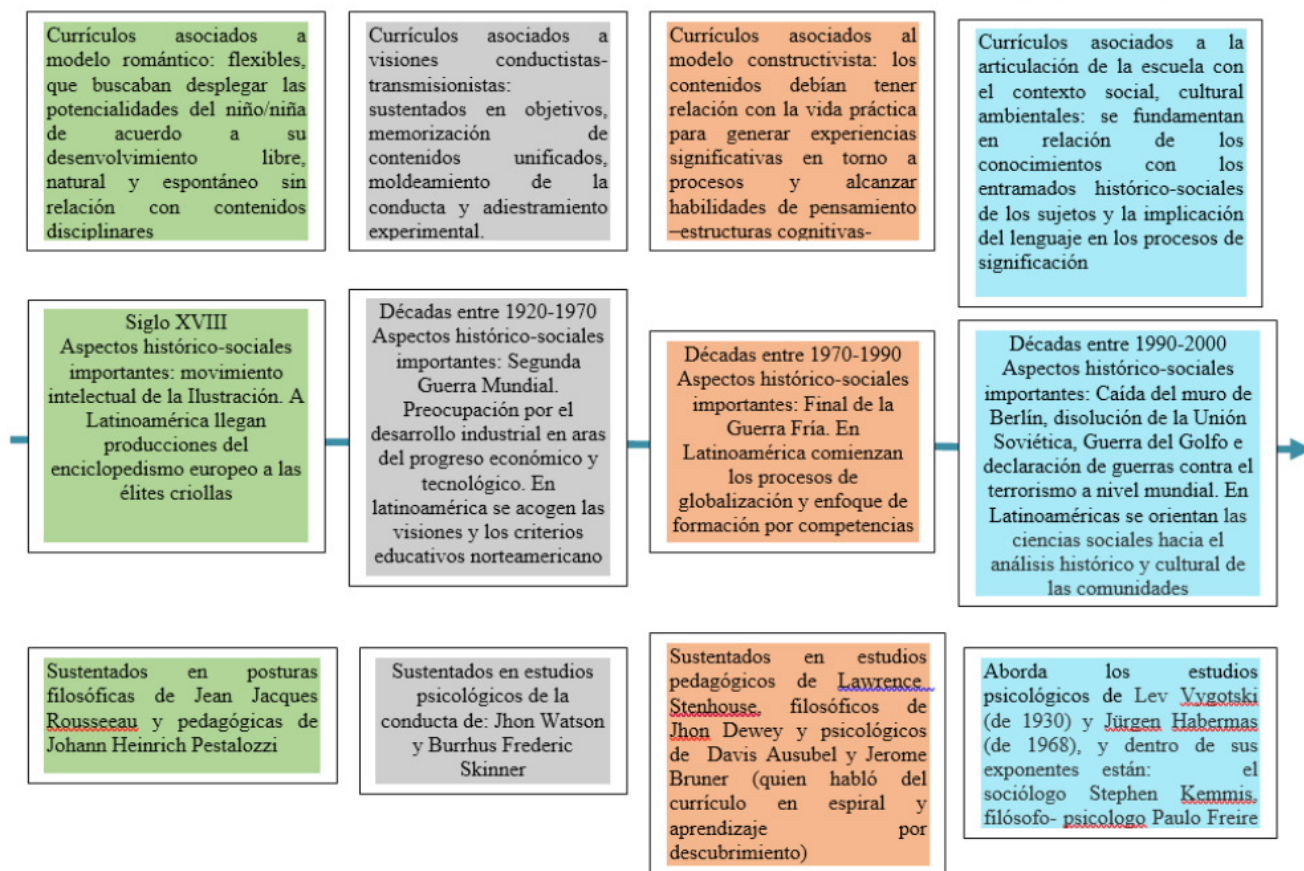 Currículos asociados a
modelo romántico: flexibles,
que buscaban desplegar las
potencialidades del niño/niña
de acuerdo a su
desenvolvimiento libre,
natural y espontáneo sin
relación con contenidos
disciplinares
Currículos asociados a
visiones conductistas-
transmisionistas:
sustentados en objetivos,
memorización de
contenidos unificados,
moldeamiento de la
conducta y adiestramiento
experimental.
Currículos asociados al
modelo constructivista: los
contenidos debían tener
relación con la vida práctica
para generar experiencias
significativas en torno a
procesos y alcanzar
habilidades de pensamiento
–estructuras cognitivas-
Currículos asociados a la
articulación de la escuela con
el contexto social, cultural
ambientales: se fundamentan
en relación de los
conocimientos con los
entramados histórico-sociales
de los sujetos y la implicación
del lenguaje en los procesos de
significación
Siglo XVIII
Aspectos histórico-sociales
importantes: movimiento
intelectual de la Ilustración. A
Latinoamérica llegan
producciones del
enciclopedismo europeo a las
élites criollas
Décadas entre 1920-1970
Aspectos histórico-sociales
importantes: Segunda
Guerra Mundial.
Preocupación por el
desarrollo industrial en aras
del progreso económico y
tecnológico. En
latinoamérica se acogen las
visiones y los criterios
educativos norteamericano
Décadas entre 1970-1990
Aspectos histórico-sociales
importantes: Final de la
Guerra Fría. En
Latinoamérica comienzan
los procesos de
globalización y enfoque de
formación por competencias
Décadas entre 1990-2000
Aspectos histórico-sociales
importantes: Caída del muro de
Berlín, disolución de la Unión
Soviética, Guerra del Golfo e
declaración de guerras contra el
terrorismo a nivel mundial. En
Latinoaméricas se orientan las
ciencias sociales hacia el
análisis histórico y cultural de
las comunidades
Sustentados en posturas
filosóficas de Jean Jacques
Rousseeau y pedagógicas de
Johann Heinrich Pestalozzi
Sustentados en estudios
psicológicos de la
conducta de: Jhon Watson
y Burrhus Frederic
Skinner
Sustentados en estudios
pedagógicos de Lawrence
Stenhouse, filosóficos de
Jhon Dewey y psicológicos
de Davis Ausubel y Jerome
Bruner (quien habló del
currículo en espiral y
aprendizaje por
descubrimiento)
Aborda los estudios
psicológicos de Lev Vygotski
(de 1930) y Jürgen Habermas
(de 1968), y dentro de sus
exponentes están: el
sociólogo Stephen Kemmis,
filósofo- psicologo Paulo Freire